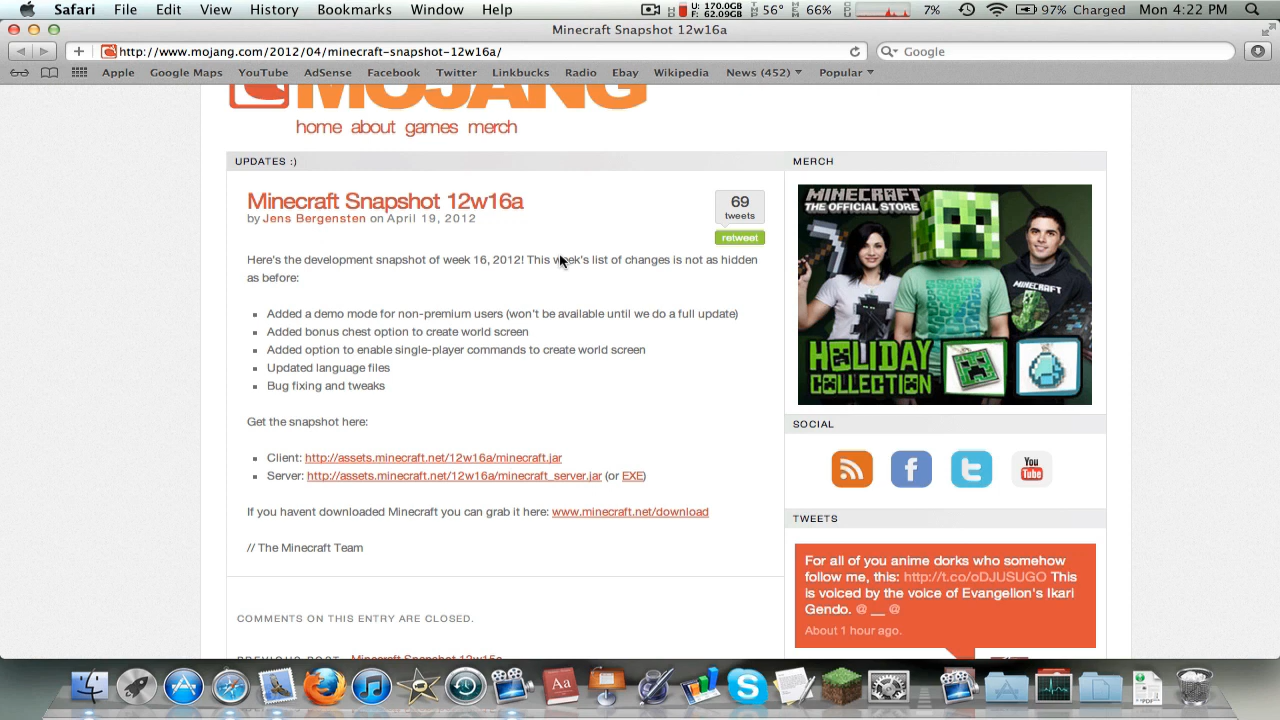 Safari File Edit View History Bookmarks Window Help U: 170.0GB F: 62.09GB 56° 66% 7% 97% Charged Mon 4:22 PM
Minecraft Snapshot 12w16a
http://www.mojang.com/2012/04/minecraft-snapshot-12w16a/ Google
Apple Google Maps YouTube AdSense Facebook Twitter Linkbucks Radio Ebay Wikipedia News (452) Popular
MOJANG
home about games merch
UPDATES :)
Minecraft Snapshot 12w16a
by Jens Bergensten on April 19, 2012
69
tweets
retweet
Here's the development snapshot of week 16, 2012! This week's list of changes is not as hidden
as before:
Added a demo mode for non-premium users (won't be available until we do a full update)
Added bonus chest option to create world screen
Added option to enable single-player commands to create world screen
Updated language files
Bug fixing and tweaks
Get the snapshot here:
Client: http://assets.minecraft.net/12w16a/minecraft.jar
Server: http://assets.minecraft.net/12w16a/minecraft_server.jar (or EXE)
If you havent downloaded Minecraft you can grab it here: www.minecraft.net/download
// The Minecraft Team
COMMENTS ON THIS ENTRY ARE CLOSED.
MERCH
MINECRAFT
THE OFFICIAL STORE
MINECRAFT
HOLIDAY
COLLECTION
SOCIAL
You
Tube
TWEETS
For all of you anime dorks who somehow
follow me, this: http://t.co/oDJUSUGO This
is voiced by the voice of Evangelion's Ikari
Gendo. @ __ @
About 1 hour ago.